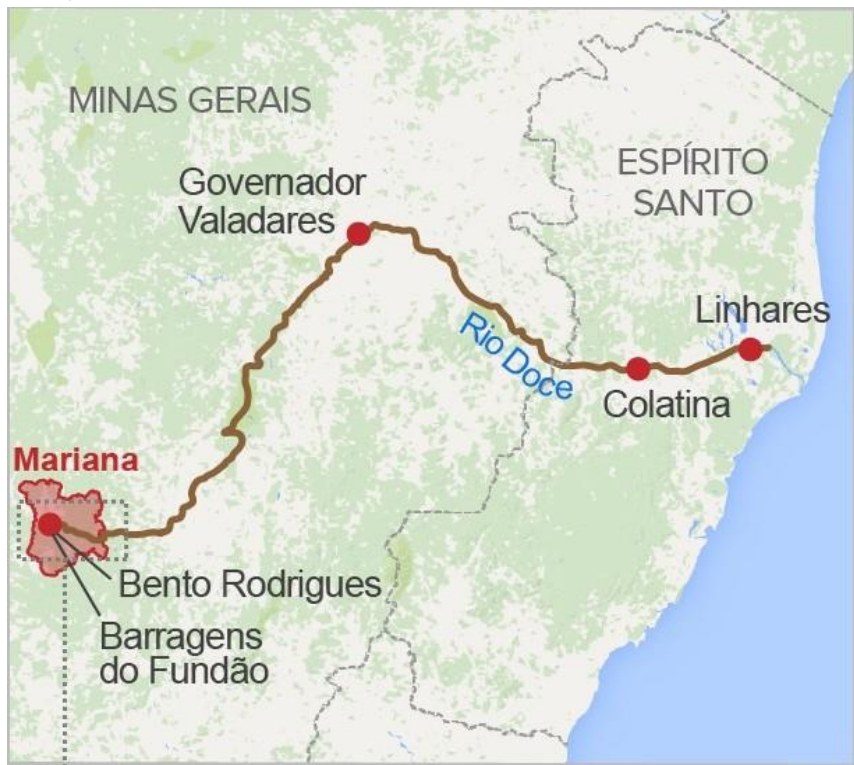 MINAS GERAIS
ESPÍRITO
SANTO
Governador
Valadares
Linhares
Rio Doce
Colatina
Mariana
Bento Rodrigues
Barragens
do Fundão